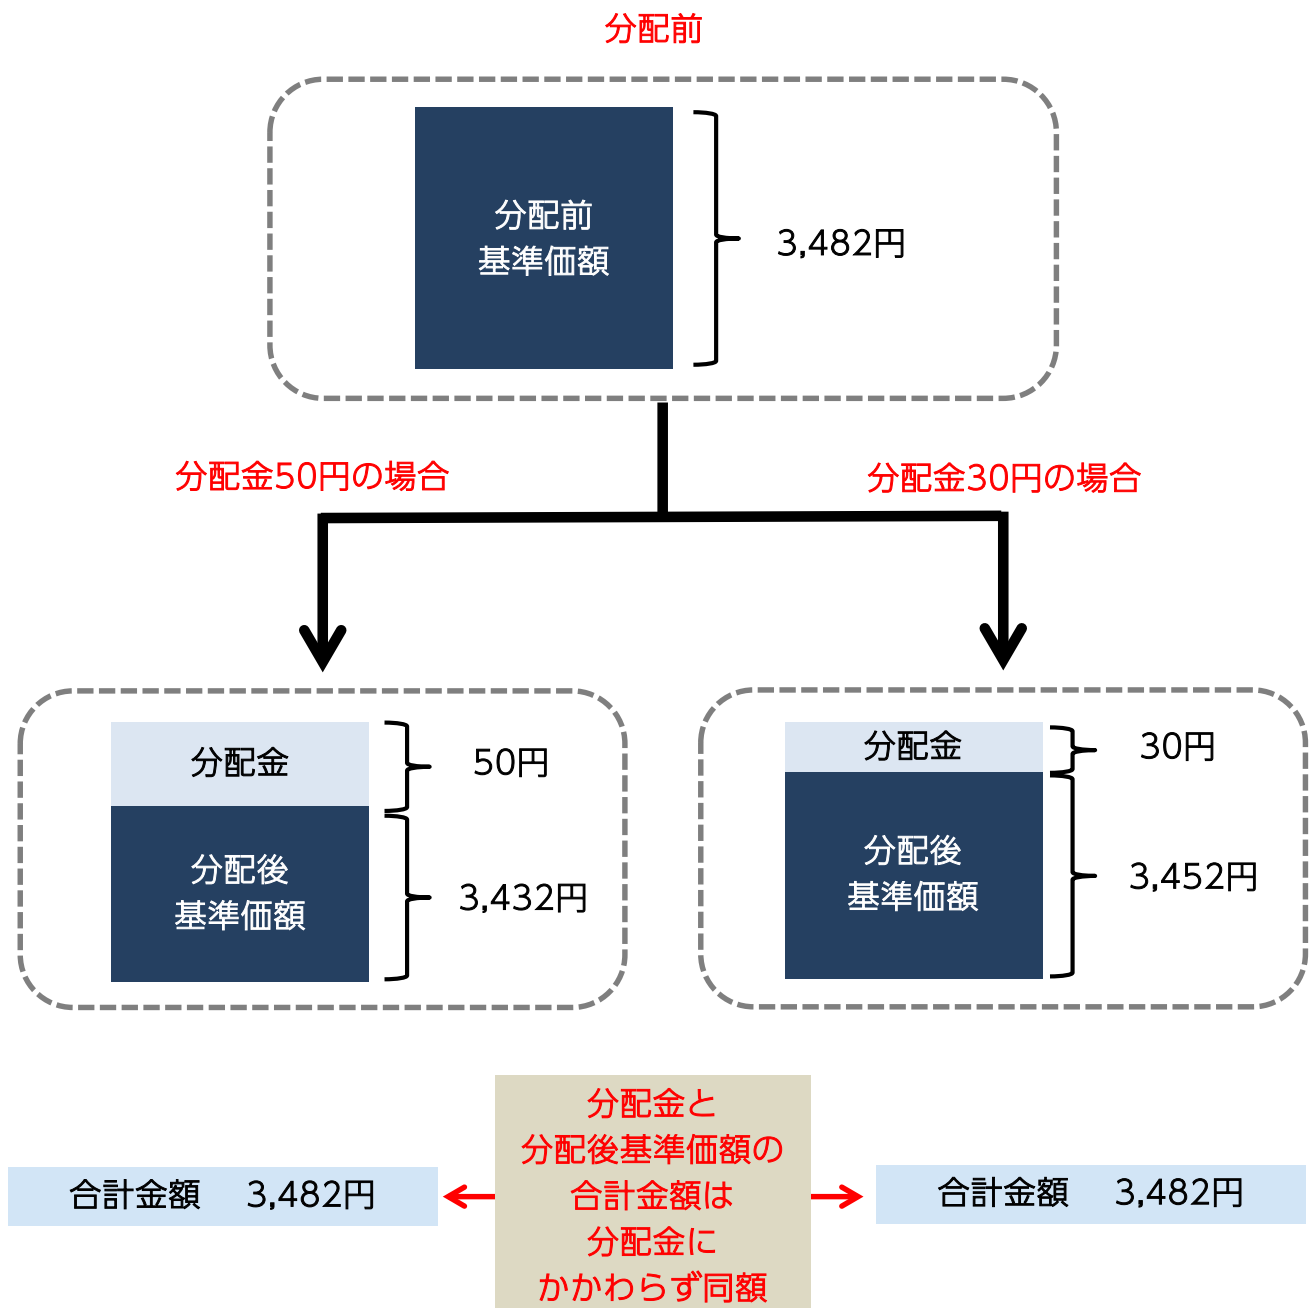 分配前
分配前
基準価額
3,482円
分配金50円の場合
分配金30円の場合
分配金
50円
分配後
基準価額
3,432円
分配金
30円
分配後
基準価額
3,452円
分配金と
分配後基準価額の
合計金額は
分配金に
かかわらず同額
合計金額 3,482円
合計金額 3,482円